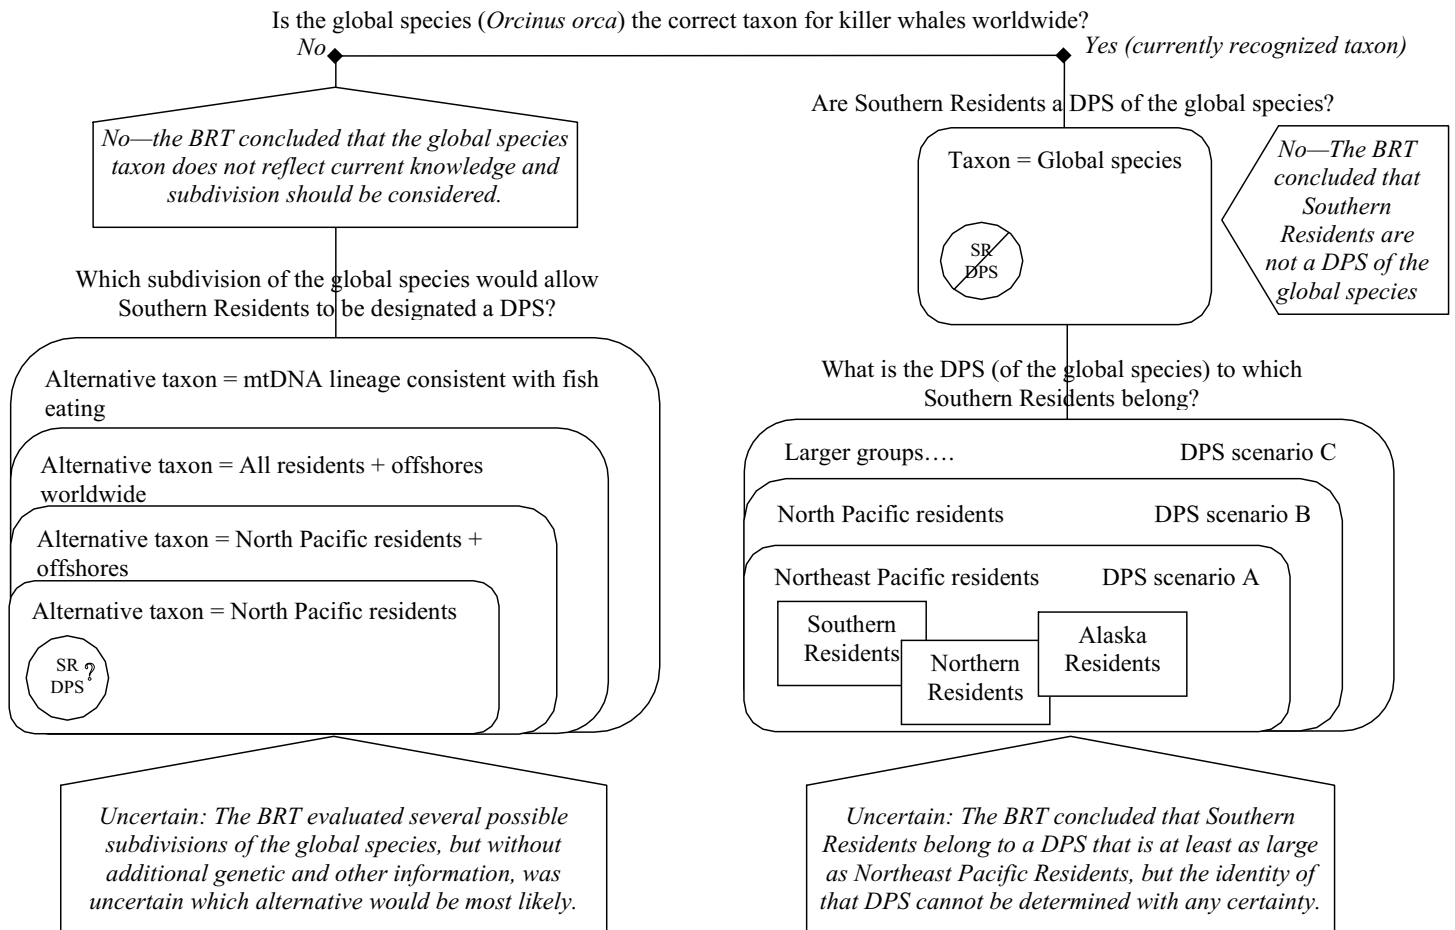 Is the global species (Orcinus orca) the correct taxon for killer whales worldwide?
No
Yes (currently recognized taxon)
No—the BRT concluded that the global species
taxon does not reflect current knowledge and
subdivision should be considered.
Which subdivision of the global species would allow
Southern Residents to be designated a DPS?
Alternative taxon = mtDNA lineage consistent with fish
eating
Alternative taxon = All residents + offshores
worldwide
Alternative taxon = North Pacific residents +
offshores
Alternative taxon = North Pacific residents
SR ?
DPS
Uncertain: The BRT evaluated several possible
subdivisions of the global species, but without
additional genetic and other information, was
uncertain which alternative would be most likely.
Are Southern Residents a DPS of the global species?
Taxon = Global species
SR
DPS
No—The BRT
concluded that
Southern
Residents are
not a DPS of the
global species
What is the DPS (of the global species) to which
Southern Residents belong?
Larger groups…. DPS scenario C
North Pacific residents DPS scenario B
Northeast Pacific residents DPS scenario A
Southern
Residents
Northern
Residents
Alaska
Residents
Uncertain: The BRT concluded that Southern
Residents belong to a DPS that is at least as large
as Northeast Pacific Residents, but the identity of
that DPS cannot be determined with any certainty.